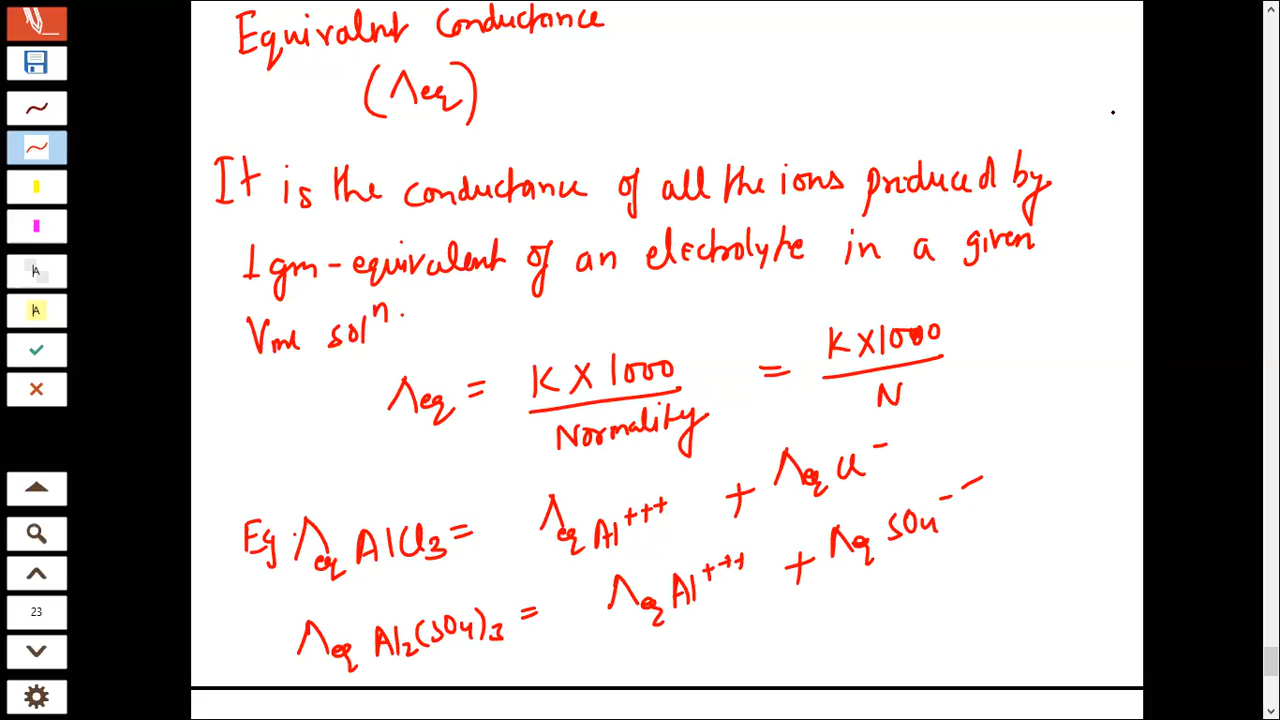 Equivalent Conductance
(Λeq)
It is the conductance of all the ions produced by
1 gm-equivalent of an electrolyte in a given
Vml solⁿ.
Λeq = K X 1000 / Normality = K X 1000 / N
Eg: Λeq AlCl₃ = Λeq Al⁺⁺⁺ + Λeq Cl⁻
Λeq Al₂(SO₄)₃ = Λeq Al⁺⁺⁺ + Λeq SO₄⁻⁻
A
A
23